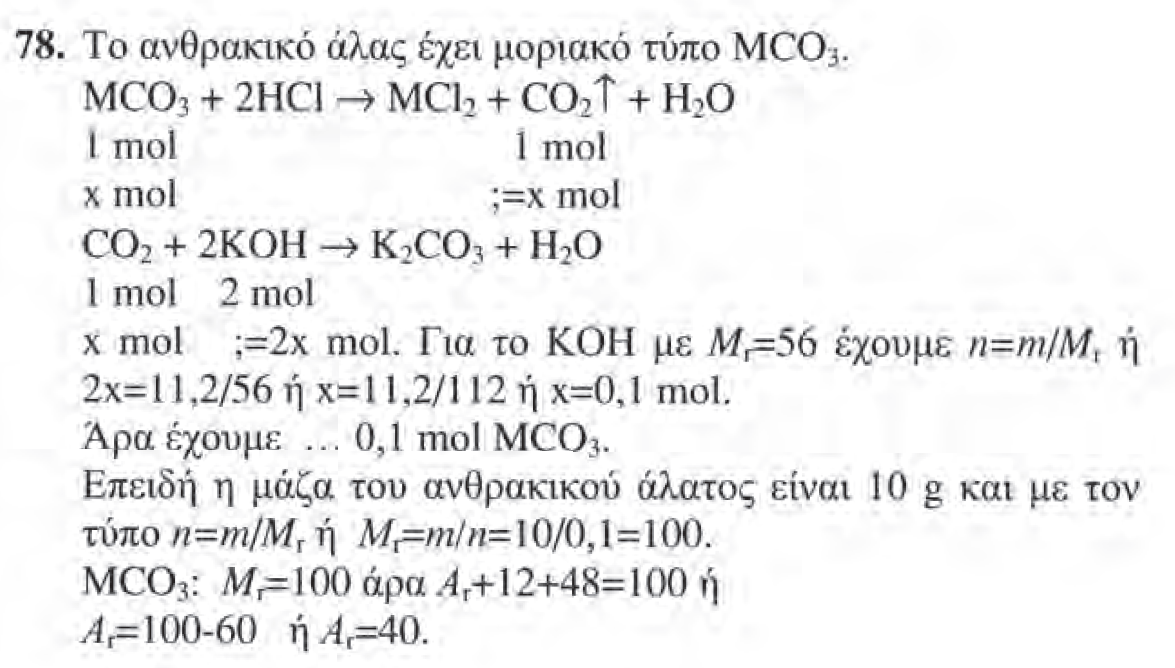 78. Το ανθρακικό άλας έχει μοριακό τύπο MCO₃.
MCO₃ + 2HCl → MCl₂ + CO₂↑ + H₂O
1 mol 1 mol
x mol ;=x mol
CO₂ + 2KOH → K₂CO₃ + H₂O
1 mol 2 mol
x mol ;=2x mol. Για το KOH με Mᵣ=56 έχουμε n=m/Mᵣ ή
2x=11,2/56 ή x=11,2/112 ή x=0,1 mol.
Άρα έχουμε ... 0,1 mol MCO₃.
Επειδή η μάζα του ανθρακικού άλατος είναι 10 g και με τον
τύπο n=m/Mᵣ ή Mᵣ=m/n=10/0,1=100.
MCO₃: Mᵣ=100 άρα Aᵣ+12+48=100 ή
Aᵣ=100-60 ή Aᵣ=40.